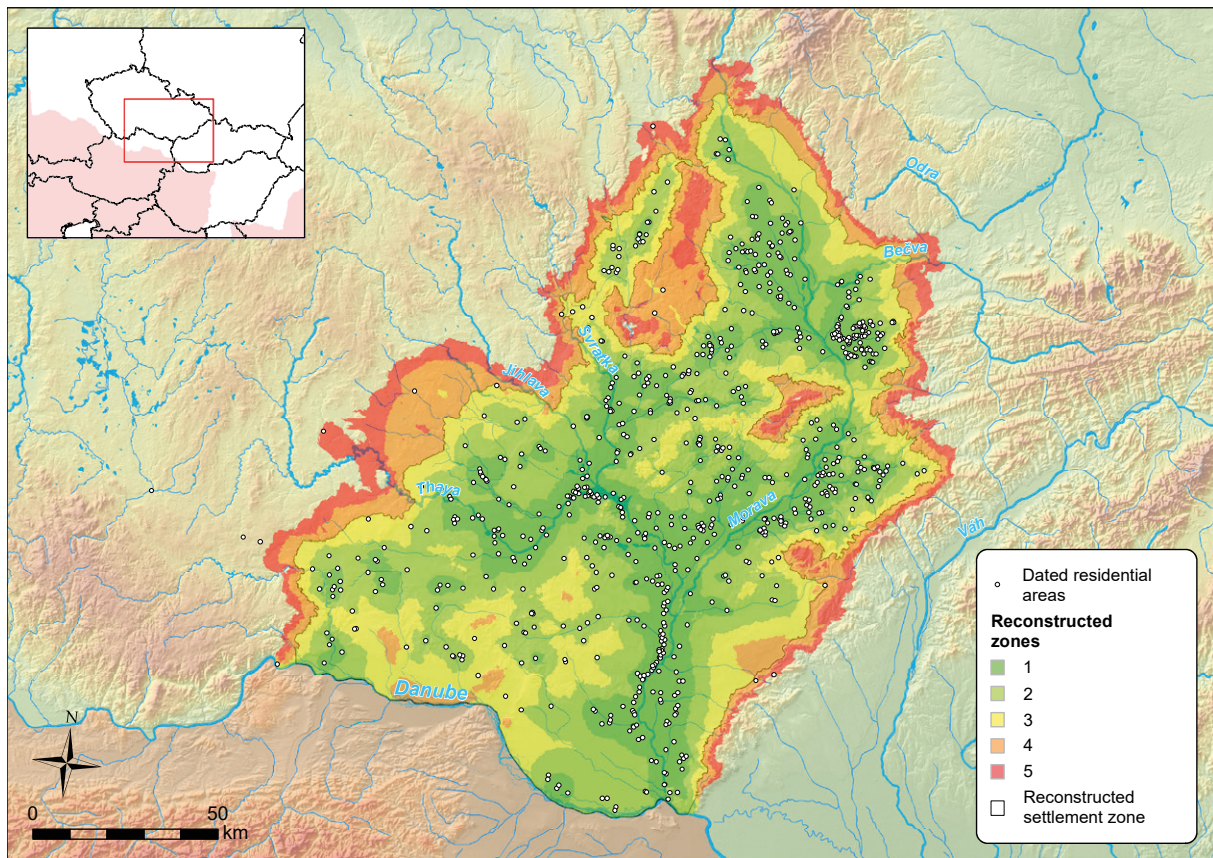 Odra
Bečva
Svratka
Jihlava
Thaya
Morava
Váh
Danube
N
0 50
km
Dated residential
areas
Reconstructed
zones
1
2
3
4
5
Reconstructed
settlement zone